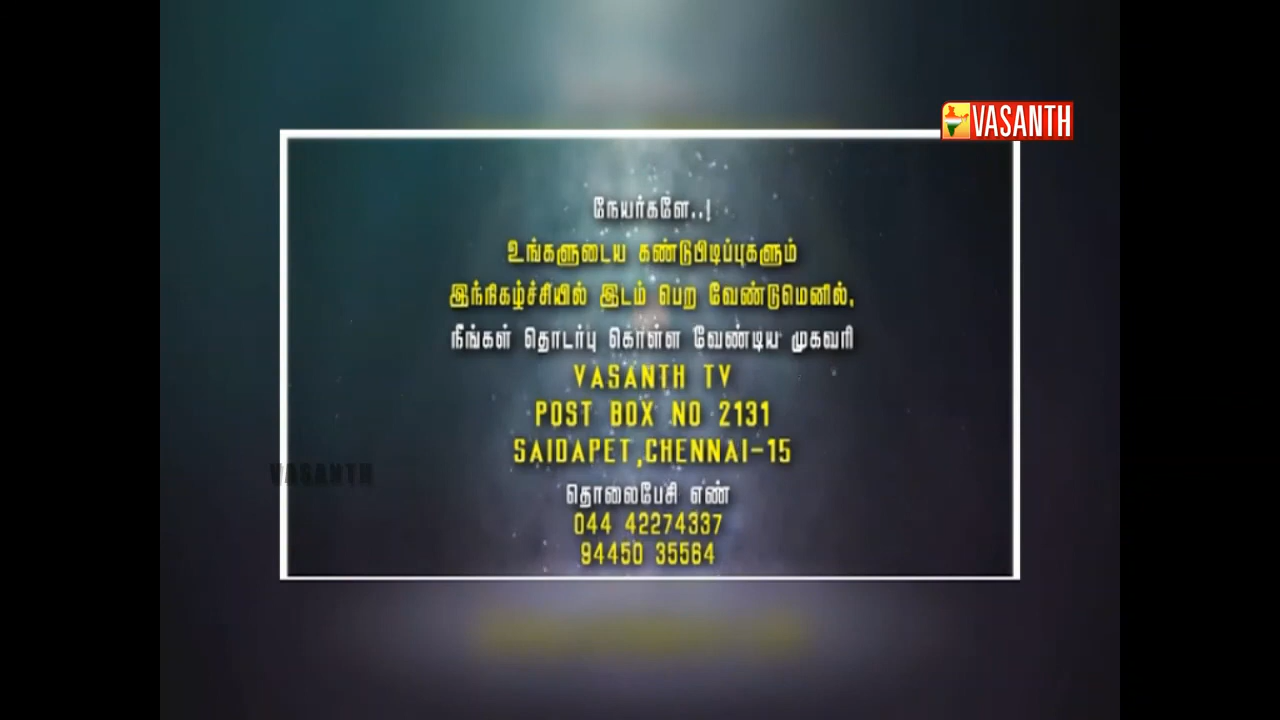 VASANTH
நேயர்களே..!
உங்களுடைய கண்டுபிடிப்புகளும்
இந்நிகழ்ச்சியில் இடம் பெற வேண்டுமெனில்,
நீங்கள் தொடர்பு கொள்ள வேண்டிய முகவரி
VASANTH TV
POST BOX NO 2131
SAIDAPET,CHENNAI-15
VASANTH
தொலைபேசி எண்
044 42274337
94450 35564